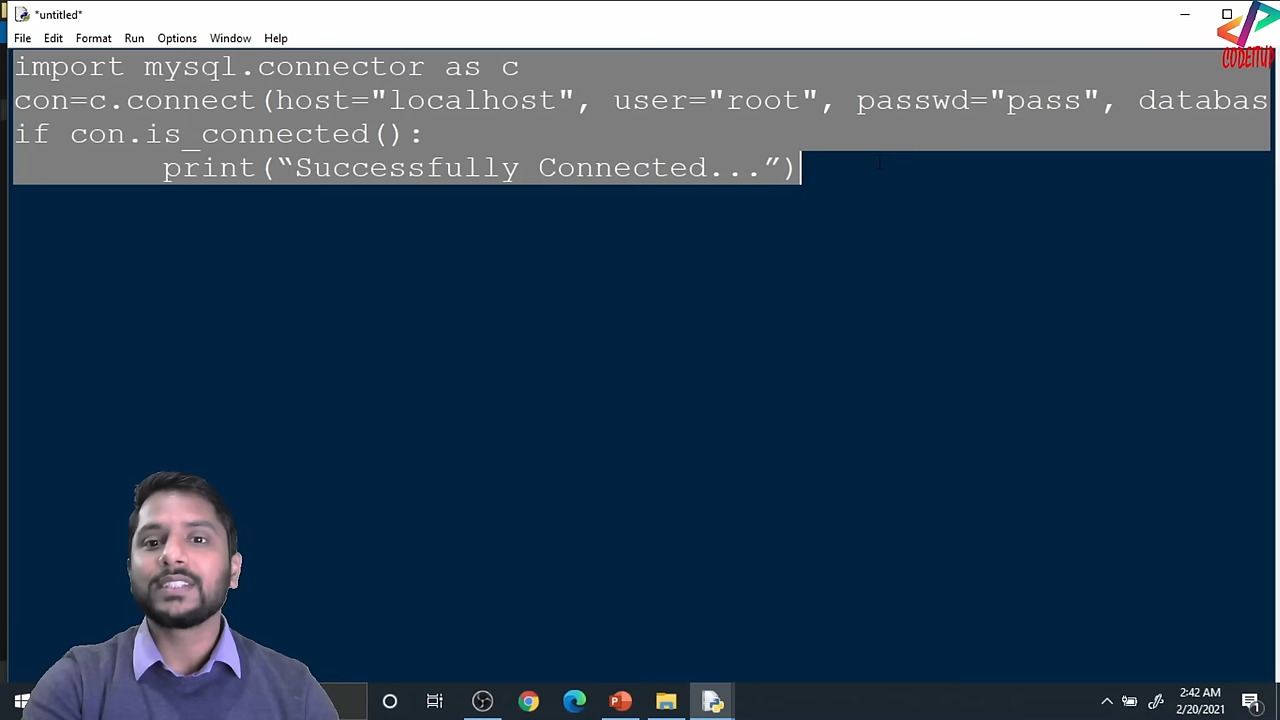 *untitled*
File Edit Format Run Options Window Help
CODEITUP
import mysql.connector as c
con=c.connect(host="localhost", user="root", passwd="pass", databas
if con.is_connected():
print(“Successfully Connected...”)
2:42 AM
2/20/2021